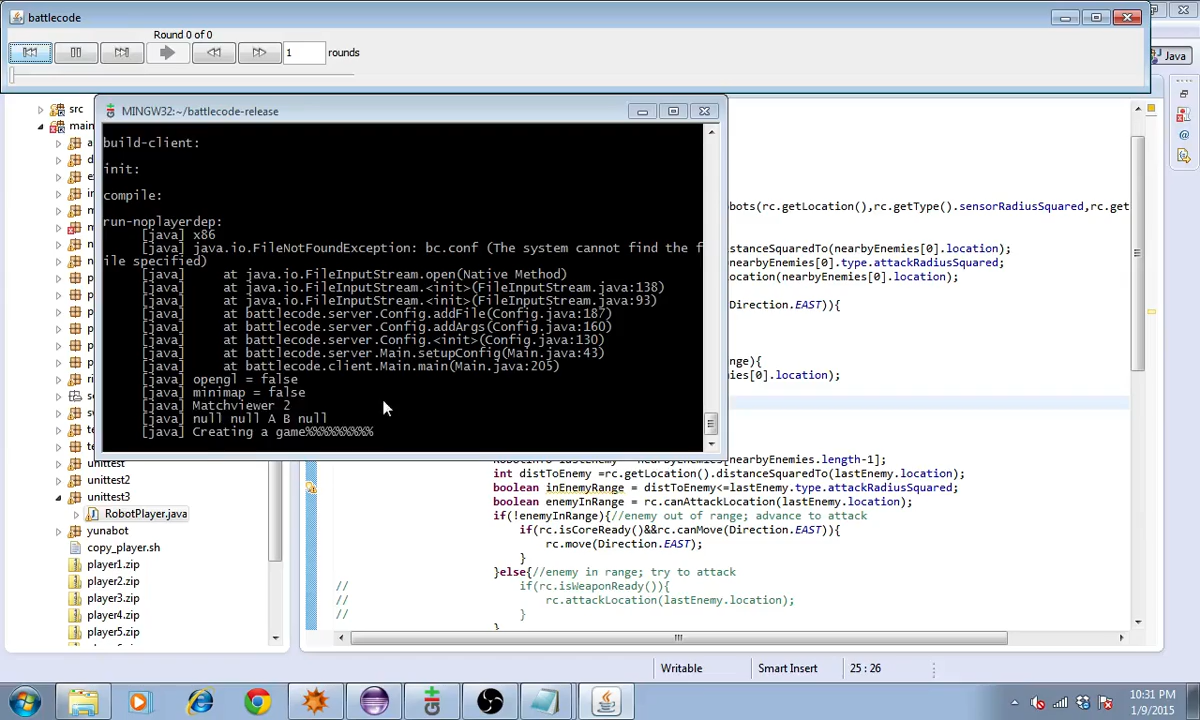 battlecode
Round 0 of 0
1
rounds
Java
src
main
MINGW32:~/battlecode-release
build-client:
init:
compile:
run-noplayerdep:
[java] x86
[java] java.io.FileNotFoundException: bc.conf (The system cannot find the f
ile specified)
[java] at java.io.FileInputStream.open(Native Method)
[java] at java.io.FileInputStream.<init>(FileInputStream.java:138)
[java] at java.io.FileInputStream.<init>(FileInputStream.java:93)
[java] at battlecode.server.Config.addFile(Config.java:187)
[java] at battlecode.server.Config.addArgs(Config.java:160)
[java] at battlecode.server.Config.<init>(Config.java:130)
[java] at battlecode.server.Main.setupConfig(Main.java:43)
[java] at battlecode.client.Main.main(Main.java:205)
[java] opengl = false
[java] minimap = false
[java] Matchviewer 2
[java] null null A B null
[java] Creating a game%%%%%%%%%
bots(rc.getLocation(),rc.getType().sensorRadiusSquared,rc.get
distanceSquaredTo(nearbyEnemies[0].location);
nearbyEnemies[0].type.attackRadiusSquared;
ocation(nearbyEnemies[0].location);
Direction.EAST)){
nge){
mies[0].location);
nearbyEnemies[nearbyEnemies.length-1];
int distToEnemy =rc.getLocation().distanceSquaredTo(lastEnemy.location);
boolean inEnemyRange = distToEnemy<=lastEnemy.type.attackRadiusSquared;
boolean enemyInRange = rc.canAttackLocation(lastEnemy.location);
if(!enemyInRange){//enemy out of range; advance to attack
if(rc.isCoreReady()&&rc.canMove(Direction.EAST)){
rc.move(Direction.EAST);
}
}else{//enemy in range; try to attack
// if(rc.isWeaponReady()){
// rc.attackLocation(lastEnemy.location);
// }
unittest
unittest2
unittest3
RobotPlayer.java
yunabot
copy_player.sh
player1.zip
player2.zip
player3.zip
player4.zip
player5.zip
Writable
Smart Insert
25 : 26
10:31 PM
1/9/2015